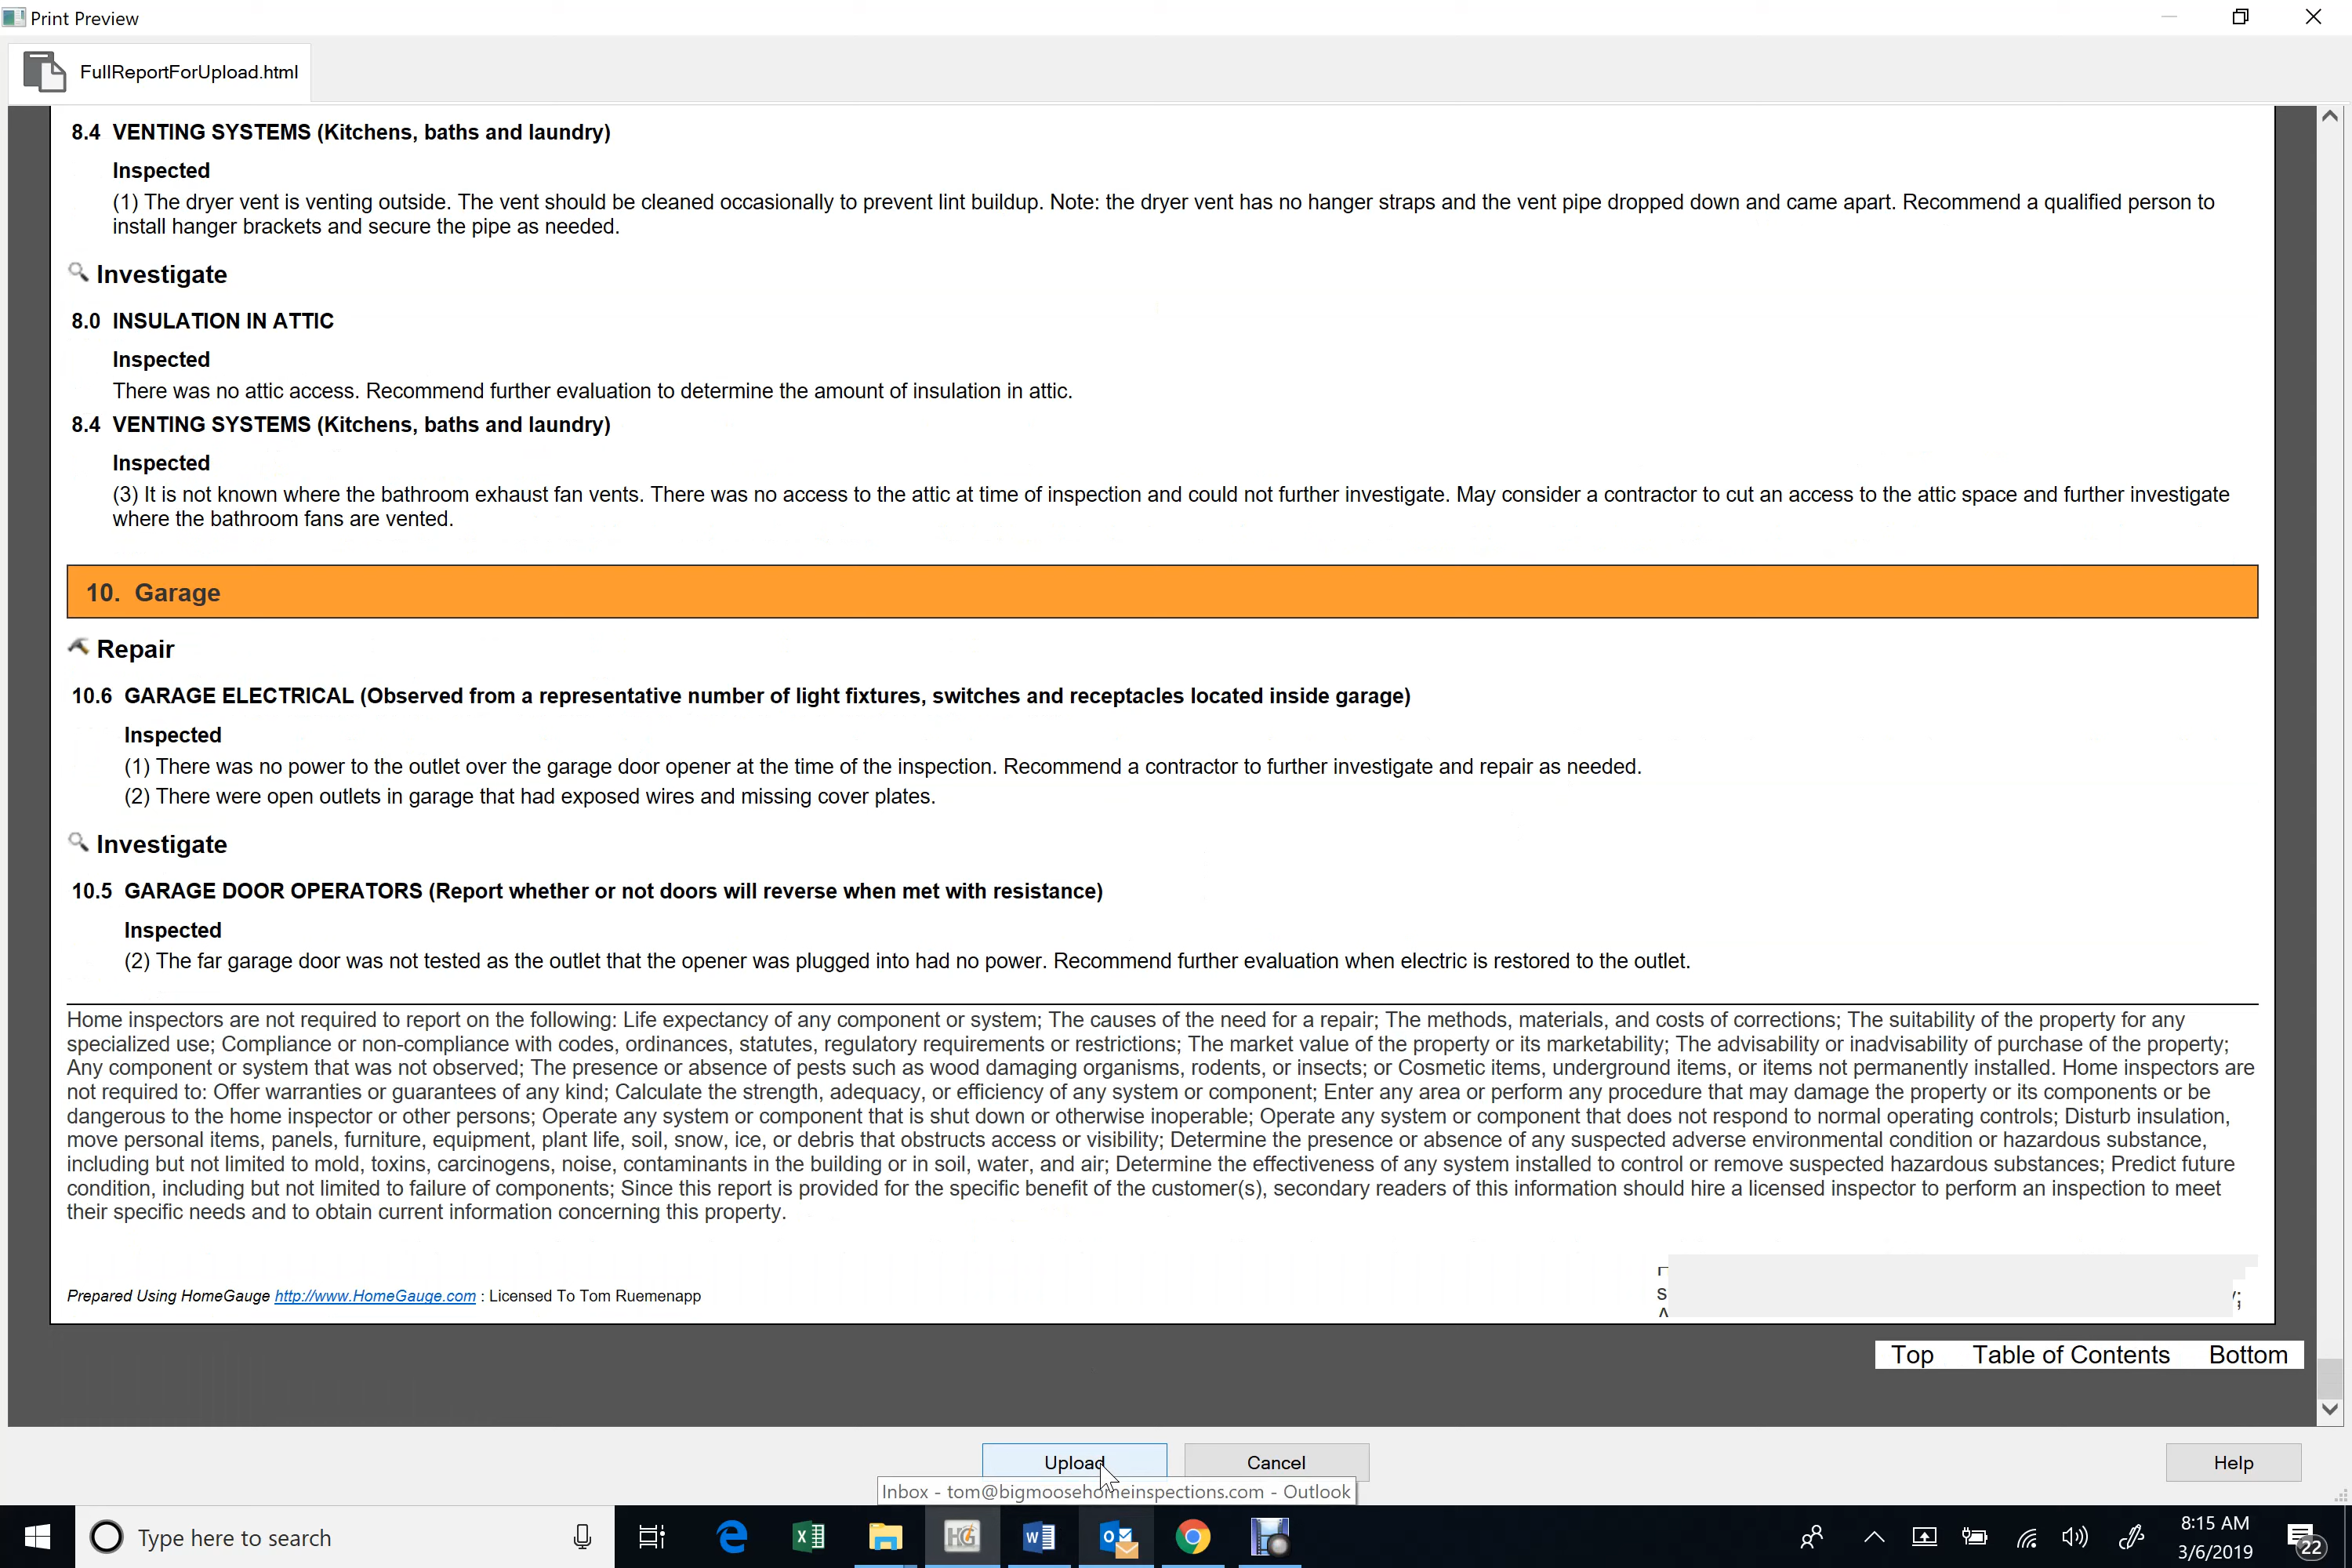 Print Preview
FullReportForUpload.html
8.4 VENTING SYSTEMS (Kitchens, baths and laundry)
Inspected
(1) The dryer vent is venting outside. The vent should be cleaned occasionally to prevent lint buildup. Note: the dryer vent has no hanger straps and the vent pipe dropped down and came apart. Recommend a qualified person to
install hanger brackets and secure the pipe as needed.
Investigate
8.0 INSULATION IN ATTIC
Inspected
There was no attic access. Recommend further evaluation to determine the amount of insulation in attic.
8.4 VENTING SYSTEMS (Kitchens, baths and laundry)
Inspected
(3) It is not known where the bathroom exhaust fan vents. There was no access to the attic at time of inspection and could not further investigate. May consider a contractor to cut an access to the attic space and further investigate
where the bathroom fans are vented.
10. Garage
Repair
10.6 GARAGE ELECTRICAL (Observed from a representative number of light fixtures, switches and receptacles located inside garage)
Inspected
(1) There was no power to the outlet over the garage door opener at the time of the inspection. Recommend a contractor to further investigate and repair as needed.
(2) There were open outlets in garage that had exposed wires and missing cover plates.
Investigate
10.5 GARAGE DOOR OPERATORS (Report whether or not doors will reverse when met with resistance)
Inspected
(2) The far garage door was not tested as the outlet that the opener was plugged into had no power. Recommend further evaluation when electric is restored to the outlet.
Home inspectors are not required to report on the following: Life expectancy of any component or system; The causes of the need for a repair; The methods, materials, and costs of corrections; The suitability of the property for any
specialized use; Compliance or non-compliance with codes, ordinances, statutes, regulatory requirements or restrictions; The market value of the property or its marketability; The advisability or inadvisability of purchase of the property;
Any component or system that was not observed; The presence or absence of pests such as wood damaging organisms, rodents, or insects; or Cosmetic items, underground items, or items not permanently installed. Home inspectors are
not required to: Offer warranties or guarantees of any kind; Calculate the strength, adequacy, or efficiency of any system or component; Enter any area or perform any procedure that may damage the property or its components or be
dangerous to the home inspector or other persons; Operate any system or component that is shut down or otherwise inoperable; Operate any system or component that does not respond to normal operating controls; Disturb insulation,
move personal items, panels, furniture, equipment, plant life, soil, snow, ice, or debris that obstructs access or visibility; Determine the presence or absence of any suspected adverse environmental condition or hazardous substance,
including but not limited to mold, toxins, carcinogens, noise, contaminants in the building or in soil, water, and air; Determine the effectiveness of any system installed to control or remove suspected hazardous substances; Predict future
condition, including but not limited to failure of components; Since this report is provided for the specific benefit of the customer(s), secondary readers of this information should hire a licensed inspector to perform an inspection to meet
their specific needs and to obtain current information concerning this property.
Prepared Using HomeGauge http://www.HomeGauge.com : Licensed To Tom Ruemenapp
Top Table of Contents Bottom
Upload Cancel Help
Inbox - tom@bigmoosehomeinspections.com - Outlook
Type here to search
8:15 AM
3/6/2019
22